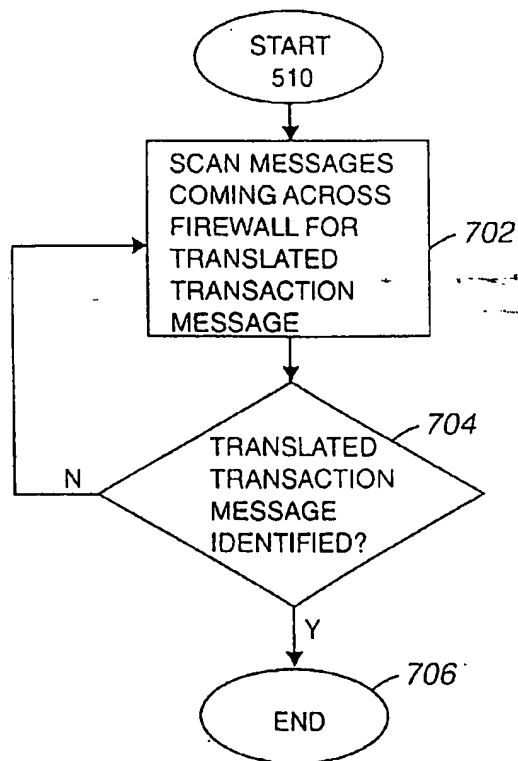 START
510
SCAN MESSAGES
COMING ACROSS
FIREWALL FOR
TRANSLATED
TRANSACTION
MESSAGE
702
704
TRANSLATED
TRANSACTION
MESSAGE
IDENTIFIED?
N
Y
706
END